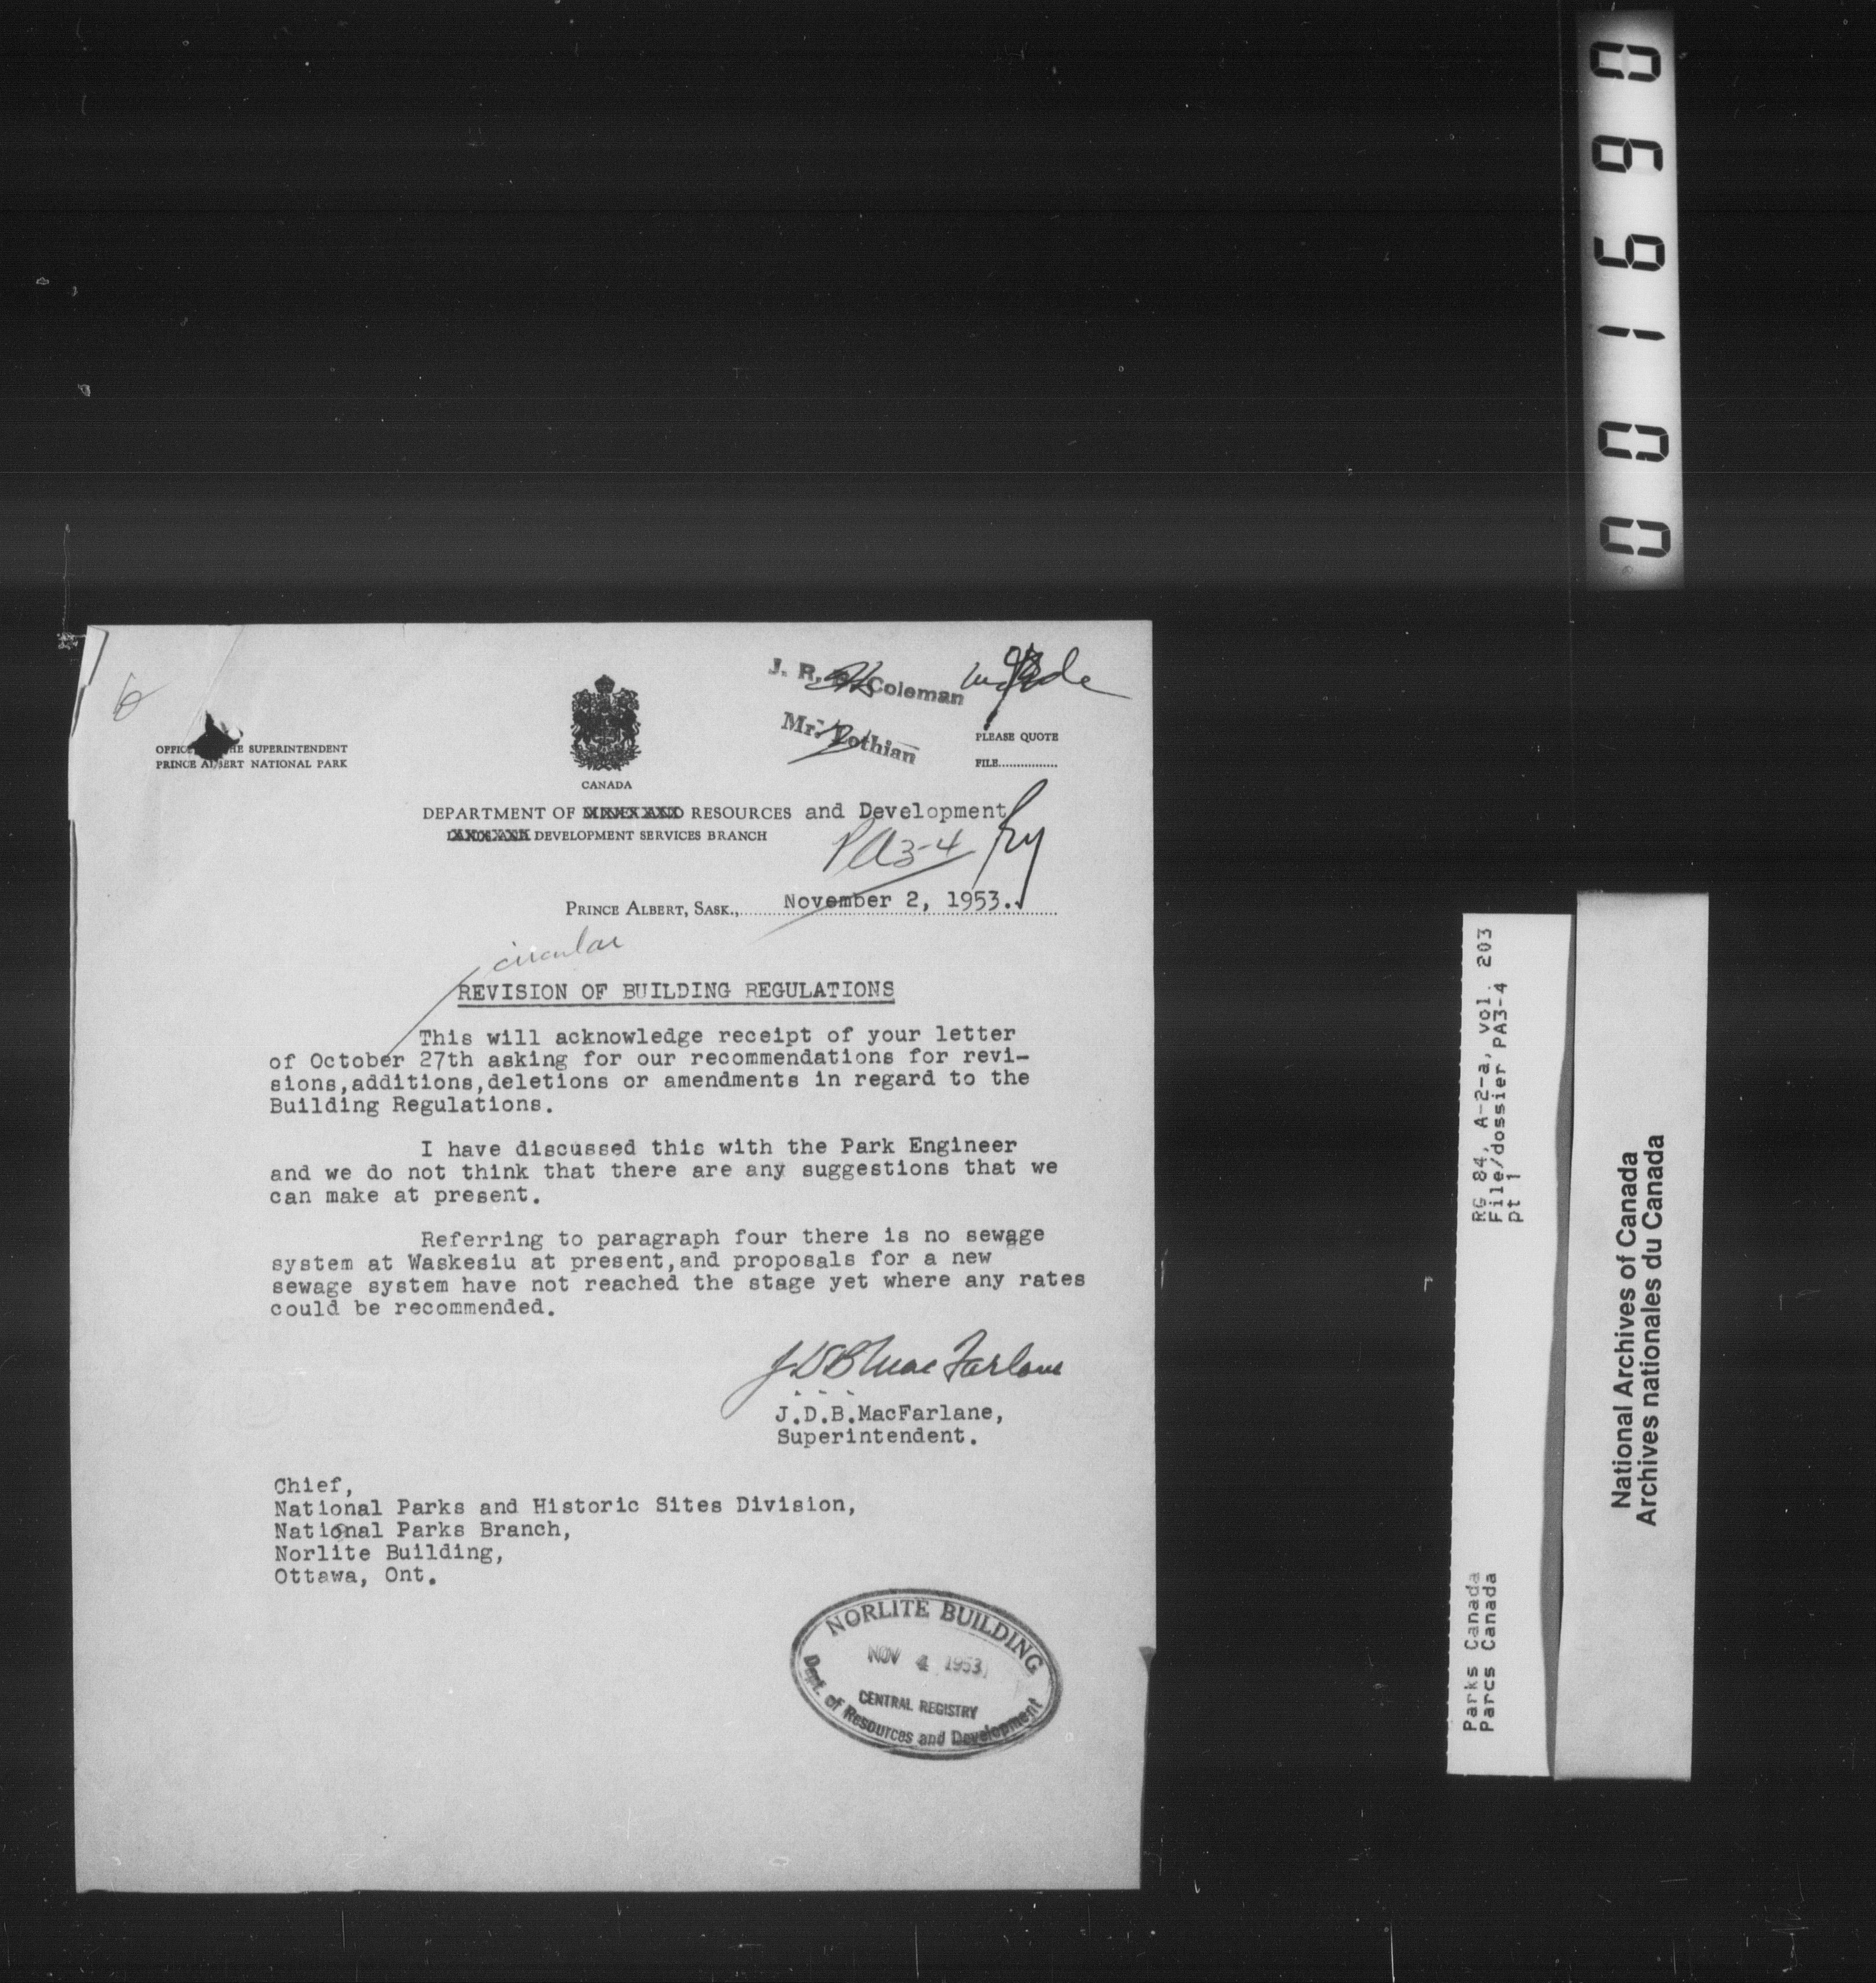 001690
6
J. R. B. Coleman
Mr. Lothian
OFFICE THE SUPERINTENDENT
PRINCE ALBERT NATIONAL PARK
PLEASE QUOTE
FILE................
CANADA
DEPARTMENT OF RESOURCES and Development
DEVELOPMENT SERVICES BRANCH
PA3-4
PRINCE ALBERT, SASK., November 2, 1953.
circular
REVISION OF BUILDING REGULATIONS
This will acknowledge receipt of your letter
of October 27th asking for our recommendations for revi-
sions,additions,deletions or amendments in regard to the
Building Regulations.
I have discussed this with the Park Engineer
and we do not think that there are any suggestions that we
can make at present.
Referring to paragraph four there is no sewage
system at Waskesiu at present,and proposals for a new
sewage system have not reached the stage yet where any rates
could be recommended.
J D B MacFarlane
J.D.B.MacFarlane,
Superintendent.
Chief,
National Parks and Historic Sites Division,
National Parks Branch,
Norlite Building,
Ottawa, Ont.
NORLITE BUILDING
NOV 4 1953
CENTRAL REGISTRY
Dept. of Resources and Development
RG 84, A-2-a, vol. 203
File/dossier PA3-4
pt 1
Parks Canada
Parcs Canada
National Archives of Canada
Archives nationales du Canada